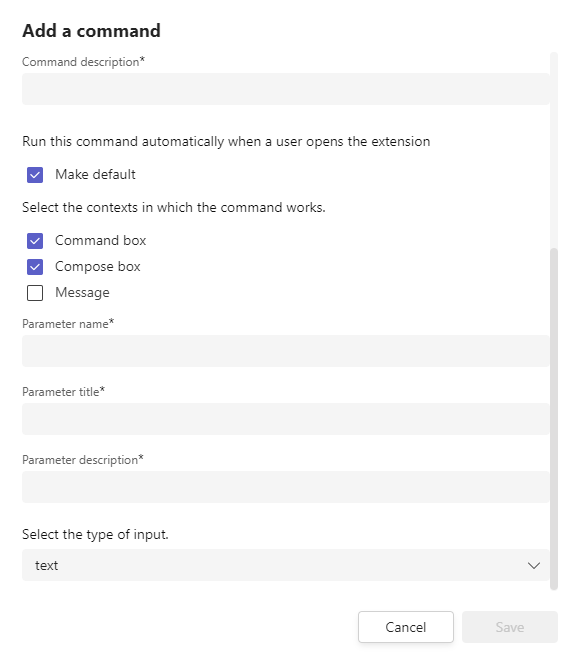 Add a command
Command description*
Run this command automatically when a user opens the extension
Make default
Select the contexts in which the command works.
Command box
Compose box
Message
Parameter name*
Parameter title*
Parameter description*
Select the type of input.
text
Cancel
Save